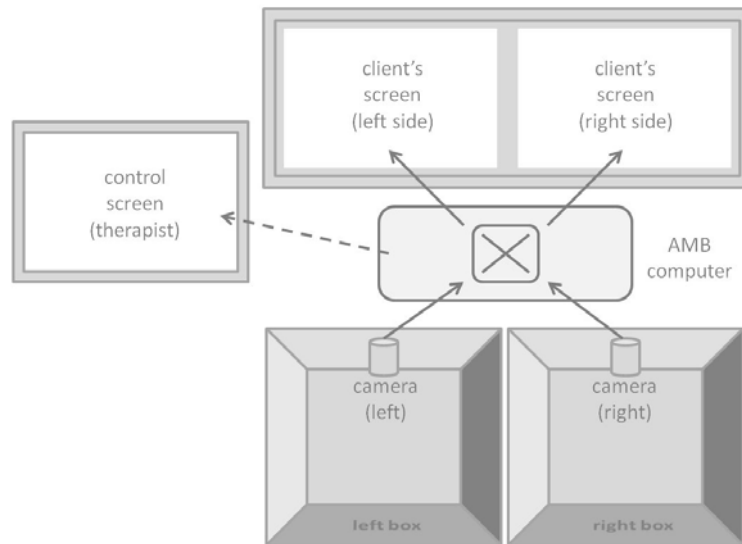 client's
screen
(left side)
client's
screen
(right side)
control
screen
(therapist)
AMB
computer
camera
(left)
camera
(right)
left box
right box